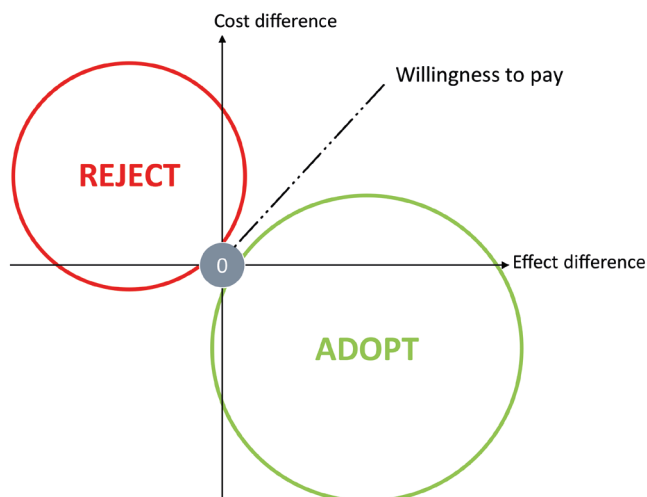 Cost difference
Willingness to pay
REJECT
0
Effect difference
ADOPT